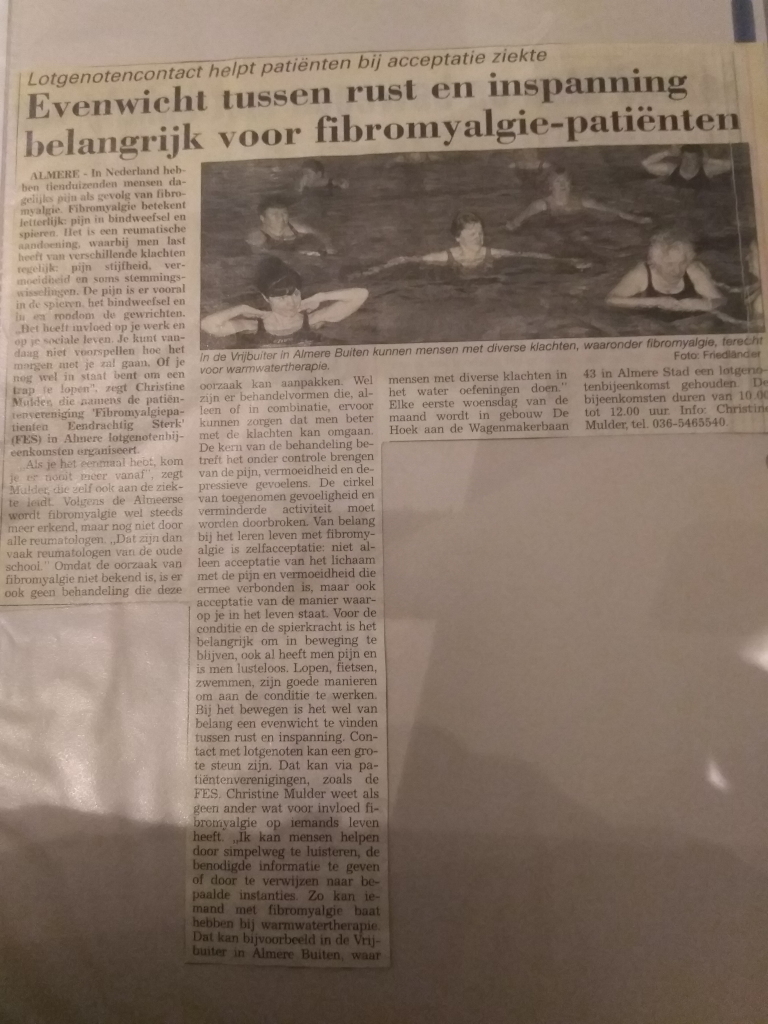 Lotgenotencontact helpt patiënten bij acceptatie ziekte
Evenwicht tussen rust en inspanning
belangrijk voor fibromyalgie-patiënten
ALMERE - In Nederland heb-
ben tienduizenden mensen da-
gelijks pijn als gevolg van fibro-
myalgie. Fibromyalgie betekent
letterlijk: pijn in bindweefsel en
spieren. Het is een reumatische
aandoening, waarbij men last
heeft van verschillende klachten
tegelijk: pijn stijfheid, ver-
moeidheid en soms stemmings-
wisselingen. De pijn is er vooral
in de spieren, het bindweefsel en
in en rondom de gewrichten.
„Het heeft invloed op je werk en
op je sociale leven. Je kunt van-
daag niet voorspellen hoe het
morgen met je zal gaan. Of je
nog wel in staat bent om een
trap te lopen", zegt Christine
Mulder, die namens de patiën-
tenvereniging 'Fibromyalgiepa-
tienten Eendrachtig Sterk'
(FES) in Almere lotgenotenbij-
eenkomsten organiseert.
„Als je het eenmaal hebt, kom
je er nooit meer vanaf", zegt
Mulder, die zelf ook aan de ziek-
te leidt. Volgens de Almeerse
wordt fibromyalgie wel steeds
meer erkend, maar nog niet door
alle reumatologen. „Dat zijn dan
vaak reumatologen van de oude
school." Omdat de oorzaak van
fibromyalgie niet bekend is, is er
ook geen behandeling die deze
In de Vrijbuiter in Almere Buiten kunnen mensen met diverse klachten, waaronder fibromyalgie, terecht
voor warmwatertherapie.
Foto: Friedländer
oorzaak kan aanpakken. Wel
zijn er behandelvormen die, al-
leen of in combinatie, ervoor
kunnen zorgen dat men beter
met de klachten kan omgaan.
De kern van de behandeling be-
treft het onder controle brengen
van de pijn, vermoeidheid en de-
pressieve gevoelens. De cirkel
van toegenomen gevoeligheid en
verminderde activiteit moet
worden doorbroken. Van belang
bij het leren leven met fibromy-
algie is zelfacceptatie: niet al-
leen acceptatie van het lichaam
met de pijn en vermoeidheid die
ermee verbonden is, maar ook
acceptatie van de manier waar-
op je in het leven staat. Voor de
conditie en de spierkracht is het
belangrijk om in beweging te
blijven, ook al heeft men pijn en
is men lusteloos. Lopen, fietsen,
zwemmen, zijn goede manieren
om aan de conditie te werken.
Bij het bewegen is het wel van
belang een evenwicht te vinden
tussen rust en inspanning. Con-
tact met lotgenoten kan een gro-
te steun zijn. Dat kan via pa-
tiëntenverenigingen, zoals de
FES. Christine Mulder weet als
geen ander wat voor invloed fi-
bromyalgie op iemands leven
heeft. „Ik kan mensen helpen
door simpelweg te luisteren, de
benodigde informatie te geven
of door te verwijzen naar be-
paalde instanties. Zo kan ie-
mand met fibromyalgie baat
hebben bij warmwatertherapie.
Dat kan bijvoorbeeld in de Vrij-
buiter in Almere Buiten, waar
mensen met diverse klachten in
het water oefeningen doen."
Elke eerste woensdag van de
maand wordt in gebouw De
Hoek aan de Wagenmakerbaan
43 in Almere Stad een lotgeno-
tenbijeenkomst gehouden. De
bijeenkomsten duren van 10.00
tot 12.00 uur. Info: Christine
Mulder, tel. 036-5465540.